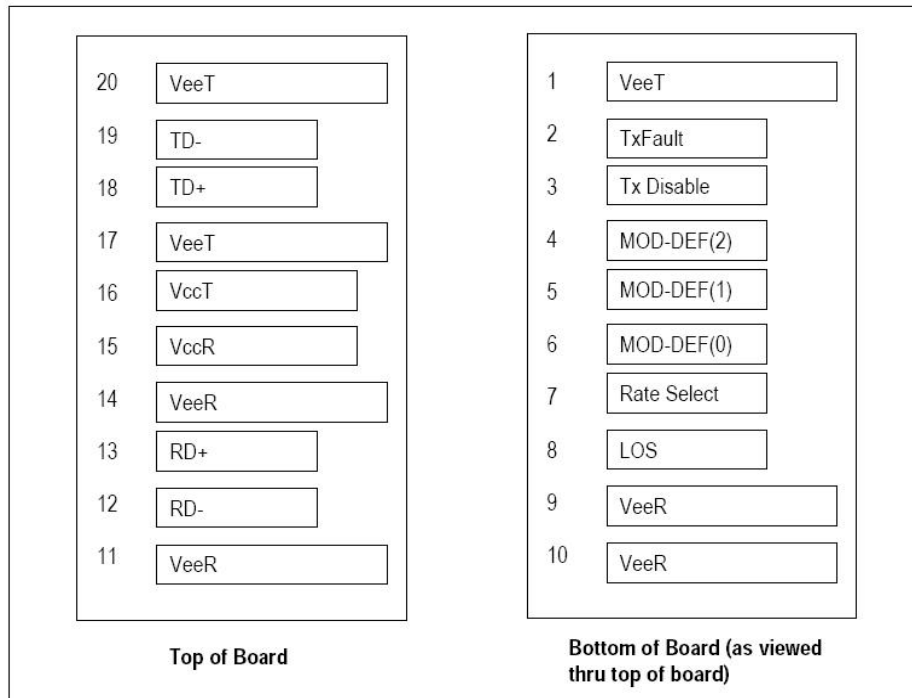 20 VeeT
19 TD-
18 TD+
17 VeeT
16 VccT
15 VccR
14 VeeR
13 RD+
12 RD-
11 VeeR
Top of Board
1 VeeT
2 TxFault
3 Tx Disable
4 MOD-DEF(2)
5 MOD-DEF(1)
6 MOD-DEF(0)
7 Rate Select
8 LOS
9 VeeR
10 VeeR
Bottom of Board (as viewed
thru top of board)